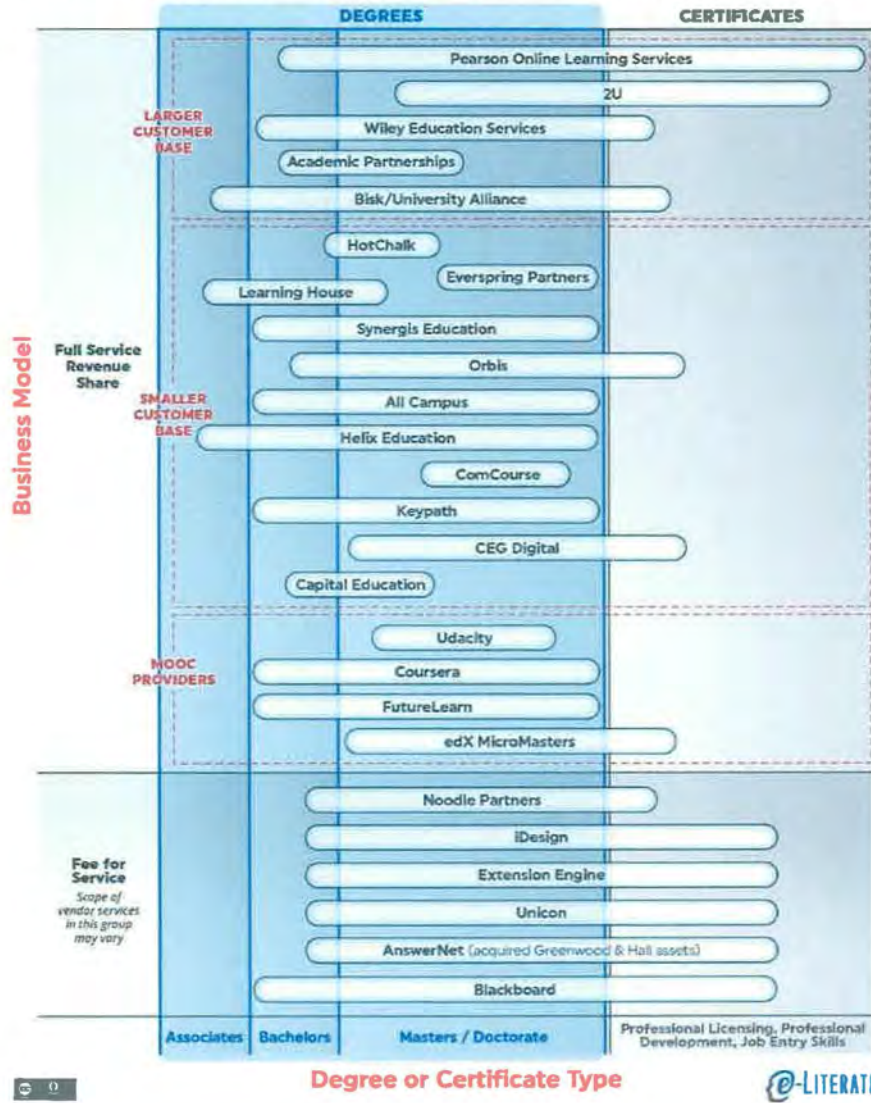 DEGREES
CERTIFICATES
Pearson Online Learning Services
2U
LARGER
CUSTOMER
BASE
Wiley Education Services
Academic Partnerships
Bisk/University Alliance
HotChalk
Everspring Partners
Learning House
Synergis Education
Business Model
Full Service
Revenue
Share
Orbis
SMALLER
CUSTOMER
BASE
All Campus
Helix Education
ComCourse
Keypath
CEG Digital
Capital Education
Udacity
MOOC
PROVIDERS
Coursera
FutureLearn
edX MicroMasters
Noodle Partners
iDesign
Fee for
Service
Scope of
vendor services
in this group
may vary
Extension Engine
Unicon
AnswerNet (acquired Greenwood & Hall assets)
Blackboard
Associates
Bachelors
Masters / Doctorate
Professional Licensing, Professional
Development, Job Entry Skills
Degree or Certificate Type
e-LITERATE